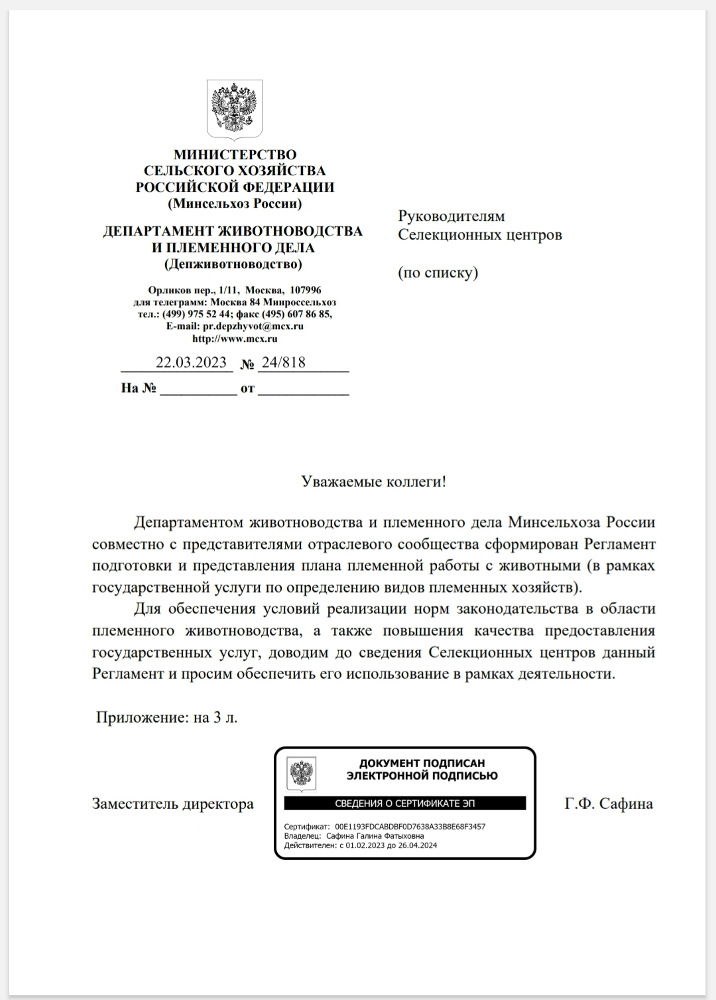 МИНИСТЕРСТВО
СЕЛЬСКОГО ХОЗЯЙСТВА
РОССИЙСКОЙ ФЕДЕРАЦИИ
(Минсельхоз России)
ДЕПАРТАМЕНТ ЖИВОТНОВОДСТВА
И ПЛЕМЕННОГО ДЕЛА
(Депживотноводство)
Орликов пер., 1/11, Москва, 107996
для телеграмм: Москва 84 Минроссельхоз
тел.: (499) 975 52 44; факс (495) 607 86 85,
E-mail: pr.depzhyvot@mcx.ru
http://www.mcx.ru
22.03.2023 № 24/818
На № ___________ от _____________
Руководителям
Селекционных центров
(по списку)
Уважаемые коллеги!
Департаментом животноводства и племенного дела Минсельхоза России
совместно с представителями отраслевого сообщества сформирован Регламент
подготовки и представления плана племенной работы с животными (в рамках
государственной услуги по определению видов племенных хозяйств).
Для обеспечения условий реализации норм законодательства в области
племенного животноводства, а также повышения качества предоставления
государственных услуг, доводим до сведения Селекционных центров данный
Регламент и просим обеспечить его использование в рамках деятельности.
Приложение: на 3 л.
Заместитель директора
ДОКУМЕНТ ПОДПИСАН
ЭЛЕКТРОННОЙ ПОДПИСЬЮ
СВЕДЕНИЯ О СЕРТИФИКАТЕ ЭП
Сертификат: 00E1193FDCABDBF0D7638A33B8E68F3457
Владелец: Сафина Галина Фатыховна
Действителен: с 01.02.2023 до 26.04.2024
Г.Ф. Сафина